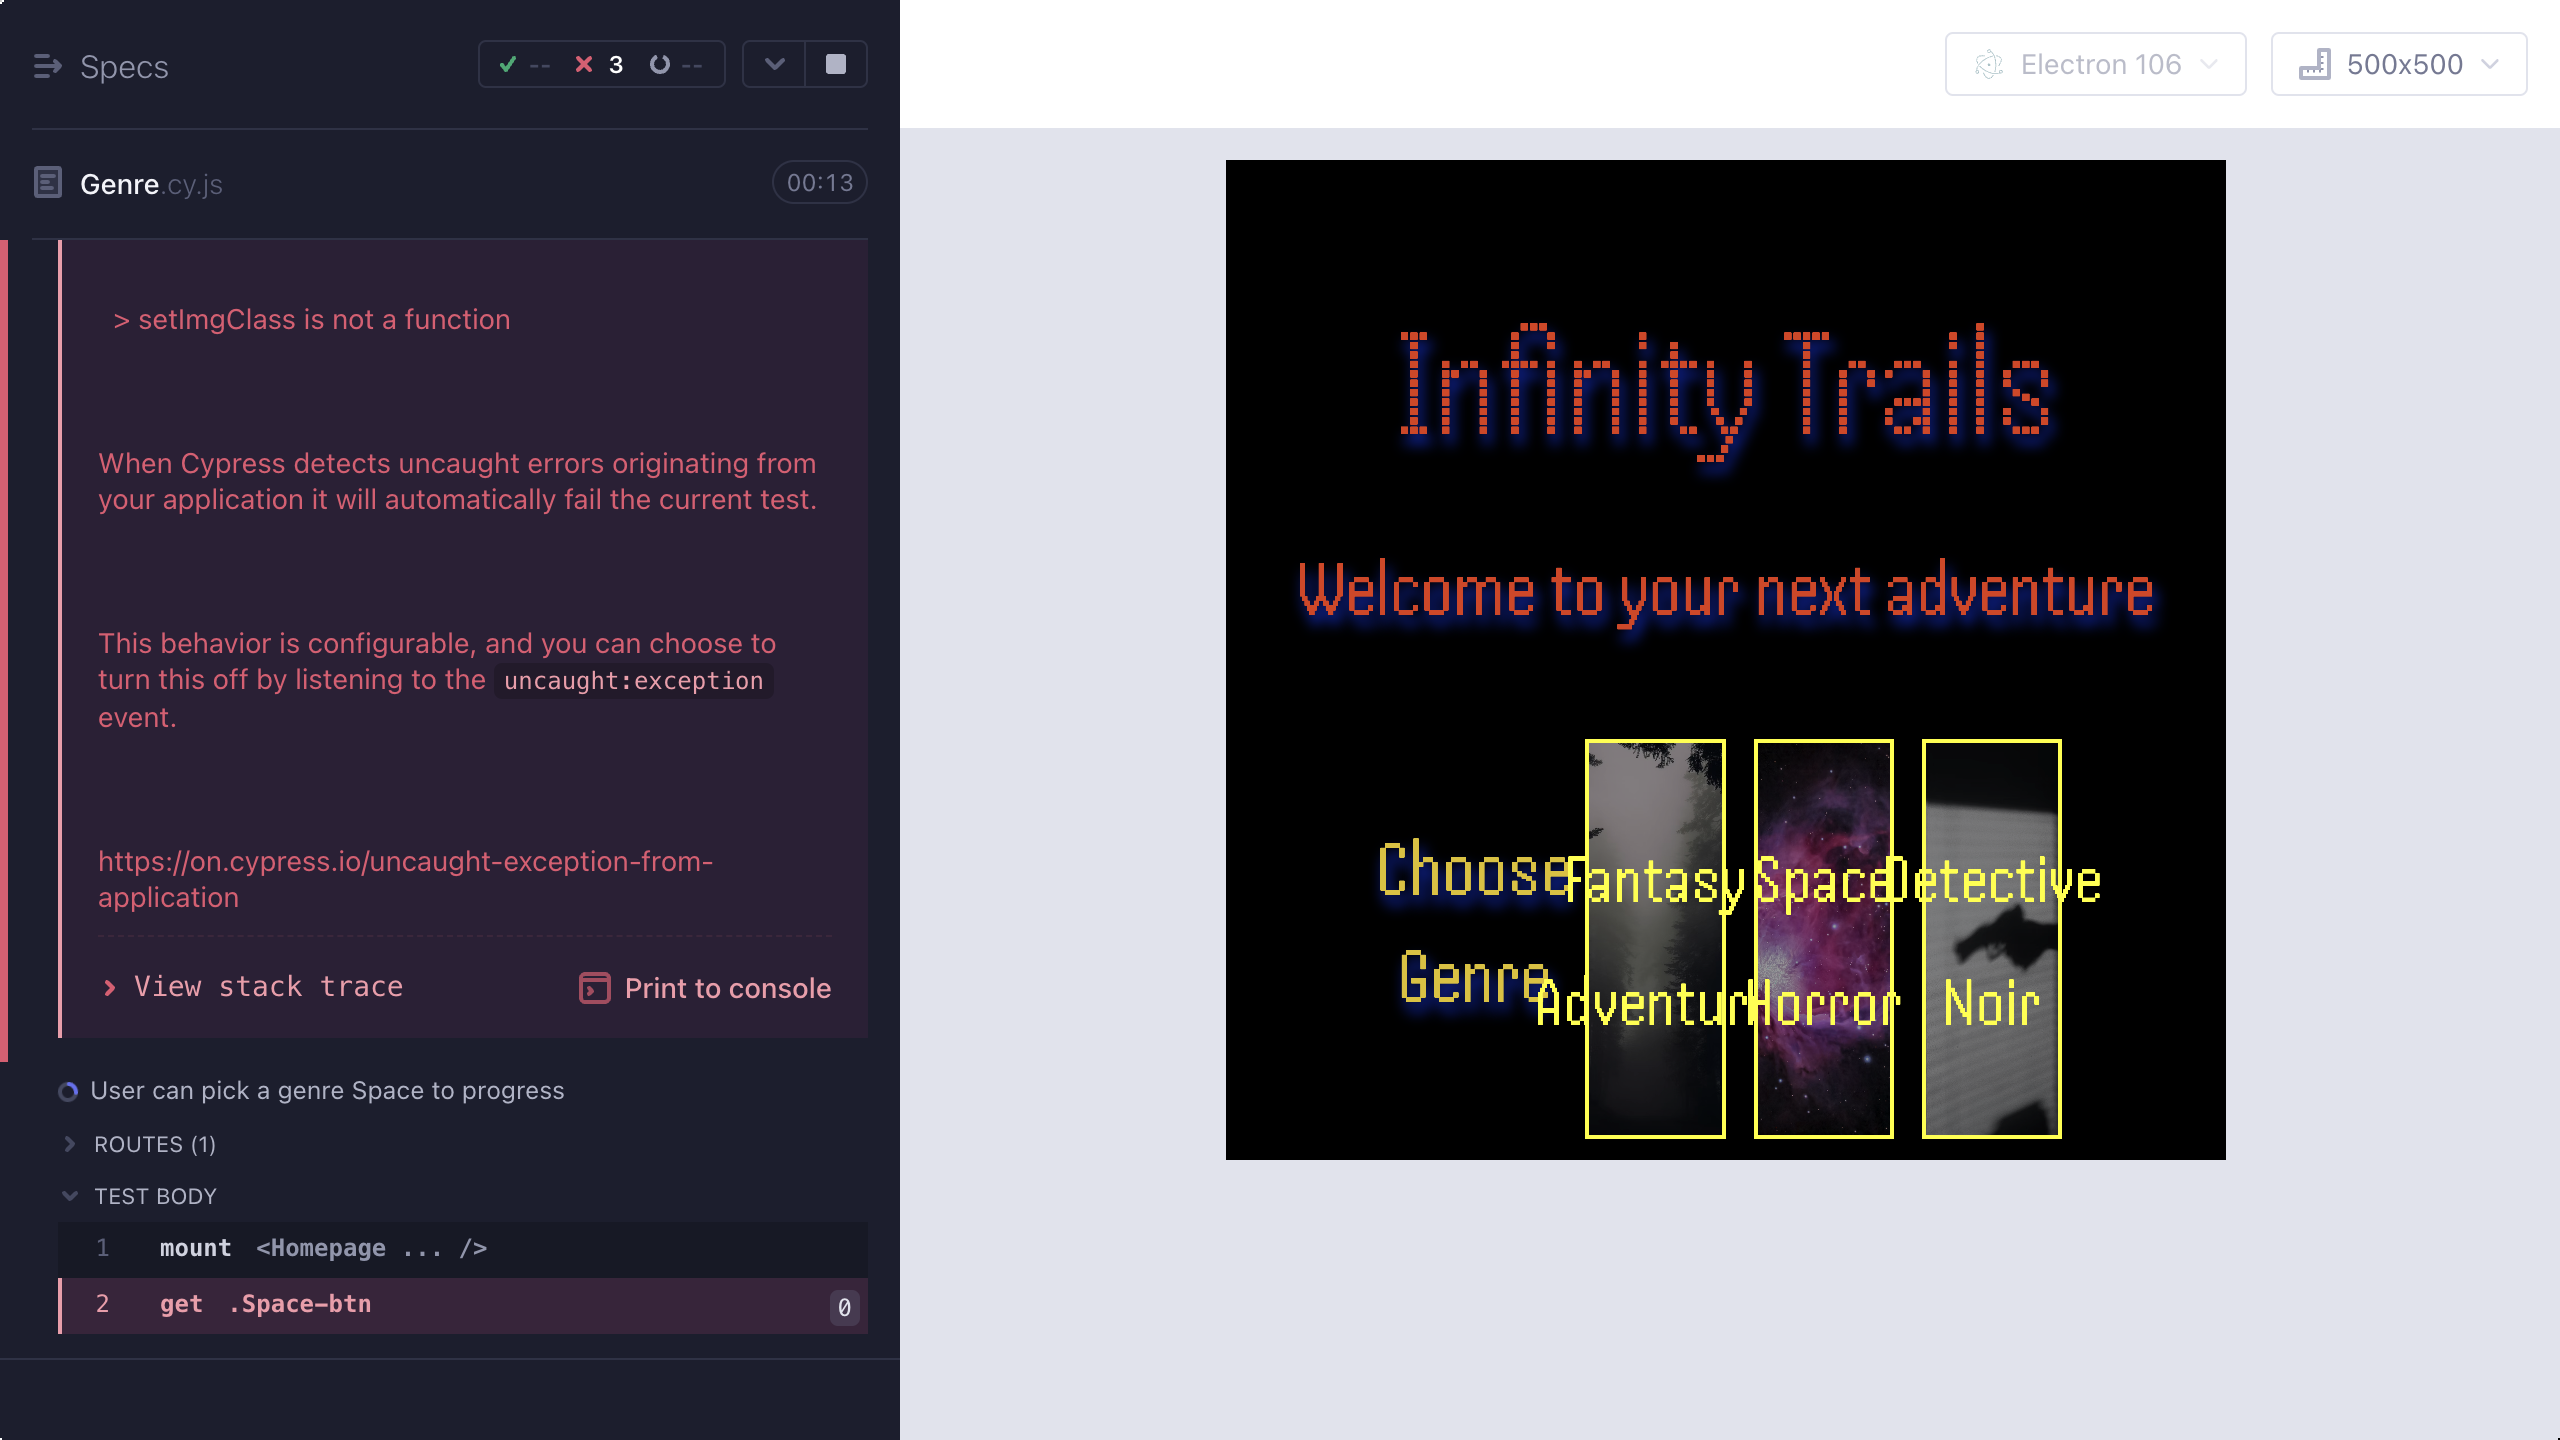 Specs
-- 3 --
Genre.cy.js
00:13
> setImgClass is not a function
When Cypress detects uncaught errors originating from
your application it will automatically fail the current test.
This behavior is configurable, and you can choose to
turn this off by listening to the uncaught:exception
event.
https://on.cypress.io/uncaught-exception-from-
application
View stack trace
Print to console
User can pick a genre Space to progress
ROUTES (1)
TEST BODY
1 mount <Homepage ... />
2 get .Space-btn 0
Electron 106
500x500
Infinity Trails
Welcome to your next adventure
Choose
Genre
Fantasy
Adventur
Space
Horror
Detective
Noir